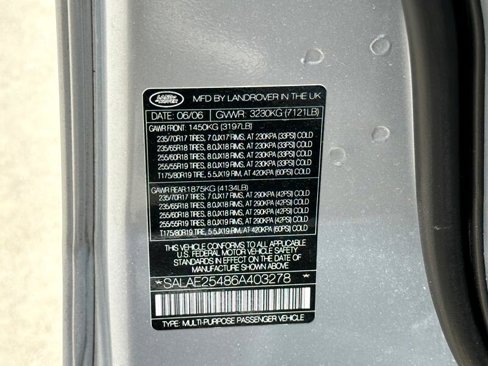 LAND ROVER
MFD BY LANDROVER IN THE UK
DATE: 06/06 GVWR: 3230KG (7121LB)
GAWR FRONT: 1450KG (3197LB)
235/70R17 TIRES, 7.0JX17 RIMS, AT 230KPA (33PSI) COLD
235/65R18 TIRES, 8.0JX18 RIMS, AT 230KPA (33PSI) COLD
255/60R18 TIRES, 8.0JX18 RIMS, AT 230KPA (33PSI) COLD
255/55R19 TIRES, 8.0JX19 RIMS, AT 230KPA (33PSI) COLD
T175/80R19 TIRE, 5.5JX19 RIM, AT 420KPA (60PSI) COLD
GAWR REAR: 1875KG (4134LB)
235/70R17 TIRES, 7.0JX17 RIMS, AT 290KPA (42PSI) COLD
235/65R18 TIRES, 8.0JX18 RIMS, AT 290KPA (42PSI) COLD
255/60R18 TIRES, 8.0JX18 RIMS, AT 290KPA (42PSI) COLD
255/55R19 TIRES, 8.0JX19 RIMS, AT 290KPA (42PSI) COLD
T175/80R19 TIRE, 5.5JX19 RIM, AT 420KPA (60PSI) COLD
THIS VEHICLE CONFORMS TO ALL APPLICABLE
U.S. FEDERAL MOTOR VEHICLE SAFETY
STANDARDS IN EFFECT ON THE DATE OF
MANUFACTURE SHOWN ABOVE
*SALAE25486A403278*
TYPE: MULTI-PURPOSE PASSENGER VEHICLE